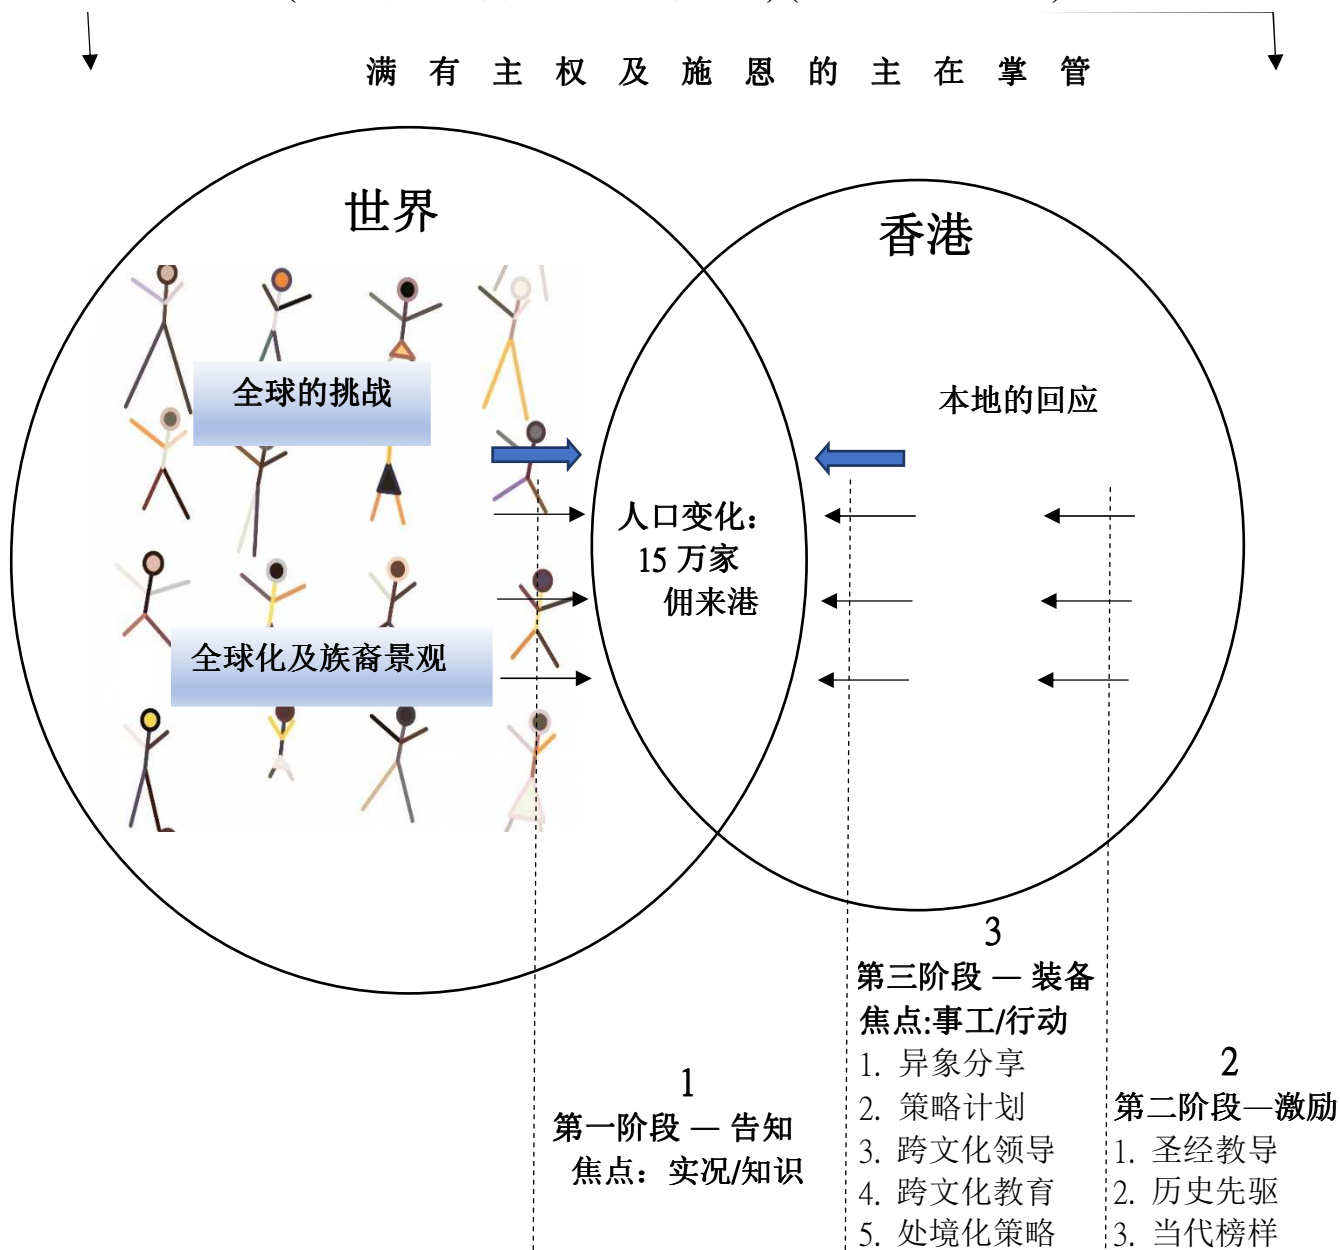 满有主权及施恩的主在掌管
世界
香港
全球的挑战
本地的回应
人口变化：
15 万家
佣来港
全球化及族裔景观
3
第三阶段 — 装备
焦点:事工/行动
1. 异象分享
2. 策略计划
3. 跨文化领导
4. 跨文化教育
5. 处境化策略
1
第一阶段 — 告知
焦点：实况/知识
2
第二阶段—激励
1. 圣经教导
2. 历史先驱
3. 当代榜样